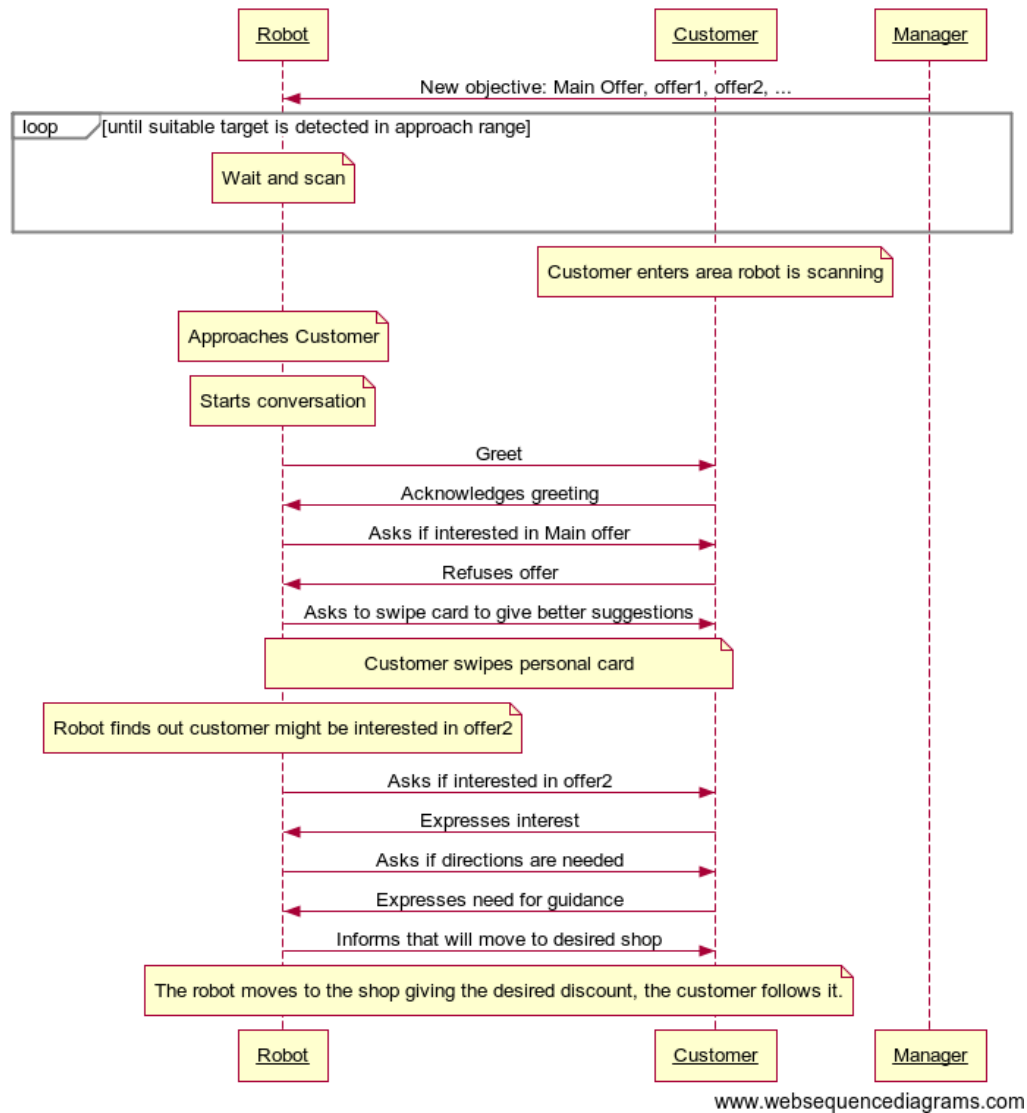 Robot
Customer
Manager
New objective: Main Offer, offer1, offer2, ...
loop
[until suitable target is detected in approach range]
Wait and scan
Customer enters area robot is scanning
Approaches Customer
Starts conversation
Greet
Acknowledges greeting
Asks if interested in Main offer
Refuses offer
Asks to swipe card to give better suggestions
Customer swipes personal card
Robot finds out customer might be interested in offer2
Asks if interested in offer2
Expresses interest
Asks if directions are needed
Expresses need for guidance
Informs that will move to desired shop
The robot moves to the shop giving the desired discount, the customer follows it.
Robot
Customer
Manager
www.websequencediagrams.com